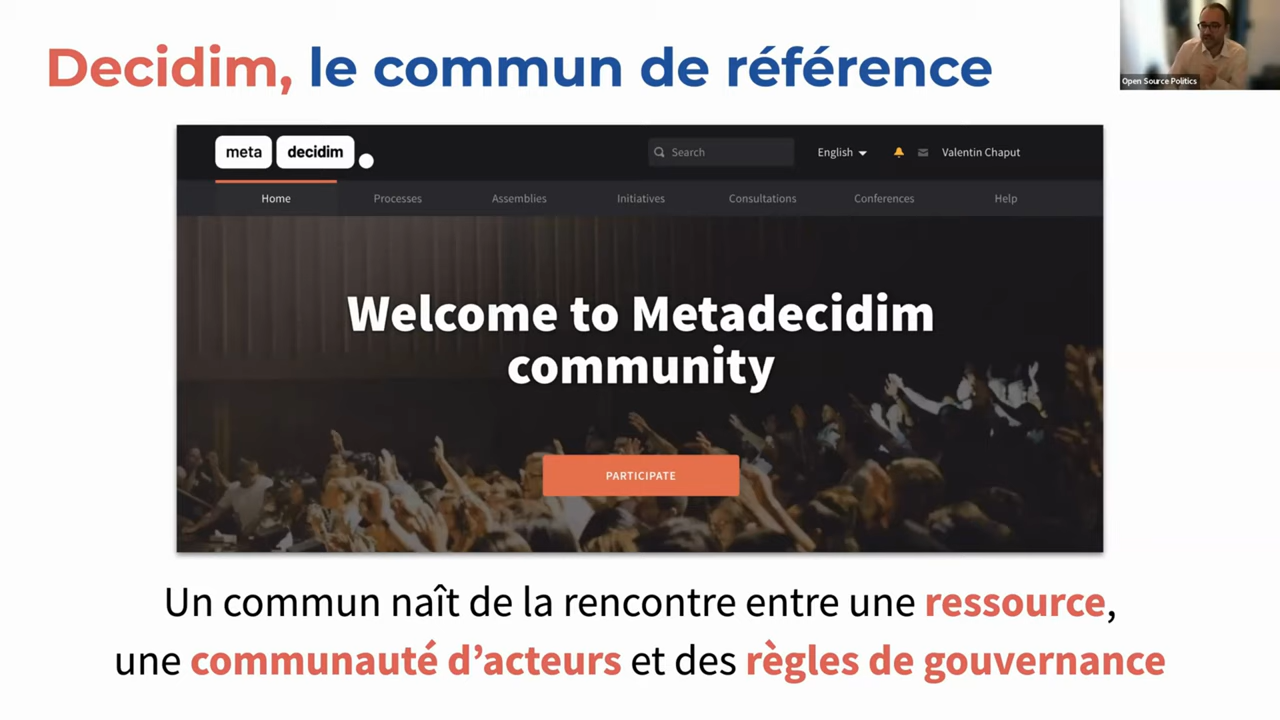 Decidim, le commun de référence
Open Source Politics
meta decidim
Search
English
Valentin Chaput
Home Processes Assemblies Initiatives Consultations Conferences Help
Welcome to Metadecidim
community
PARTICIPATE
Un commun naît de la rencontre entre une ressource,
une communauté d’acteurs et des règles de gouvernance